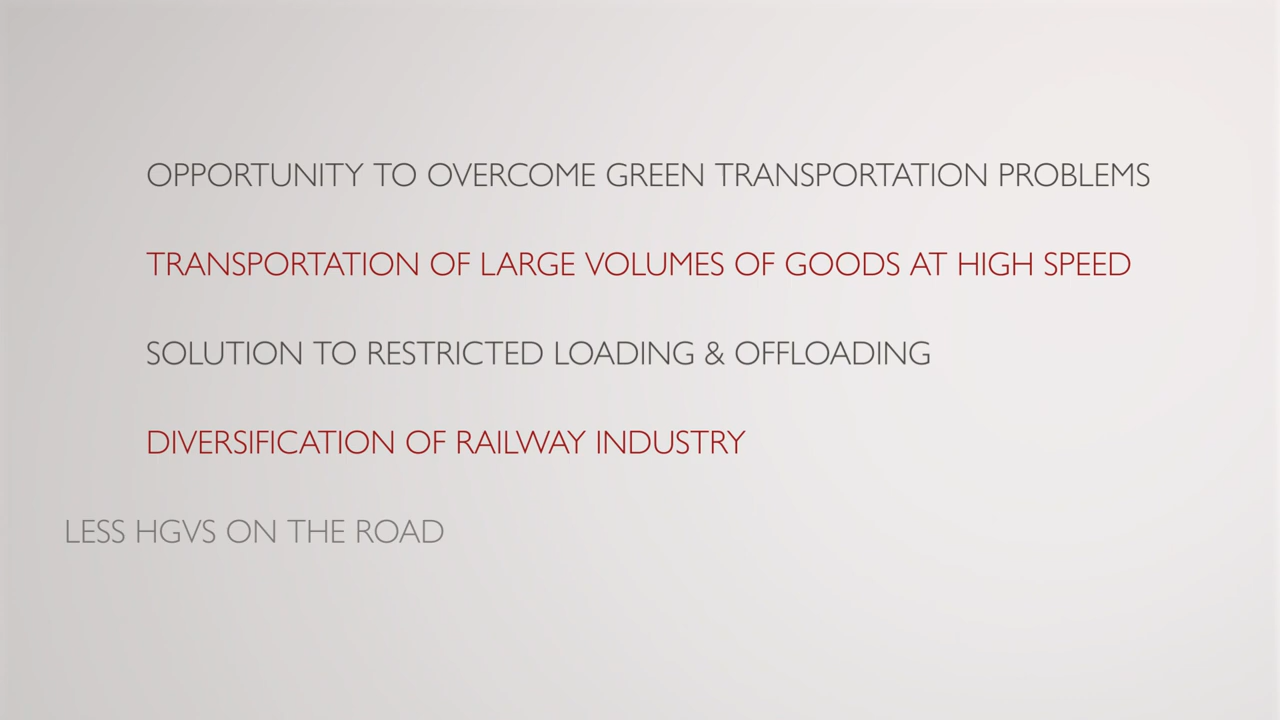 OPPORTUNITY TO OVERCOME GREEN TRANSPORTATION PROBLEMS
TRANSPORTATION OF LARGE VOLUMES OF GOODS AT HIGH SPEED
SOLUTION TO RESTRICTED LOADING & OFFLOADING
DIVERSIFICATION OF RAILWAY INDUSTRY
LESS HGVS ON THE ROAD